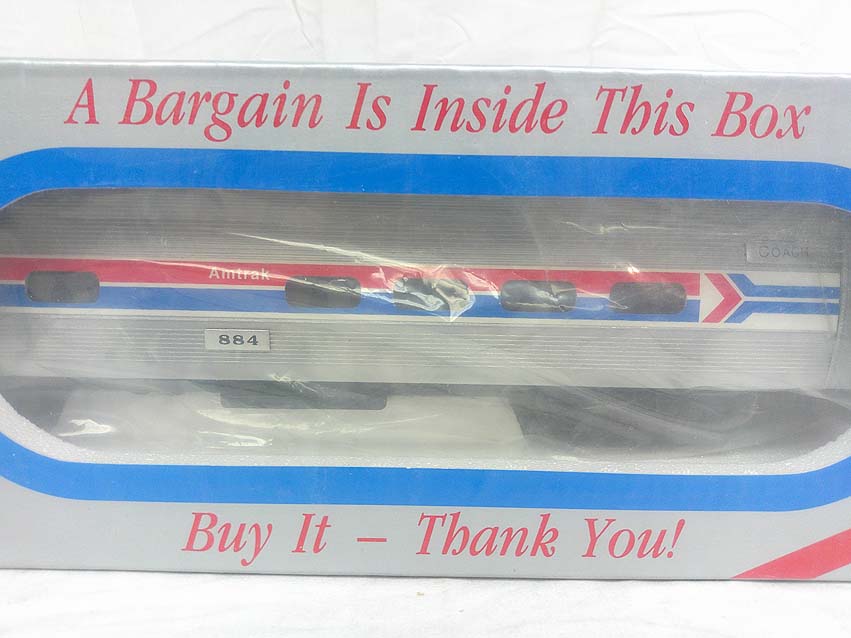 A Bargain Is Inside This Box
COACH
Amtrak
884
Buy It – Thank You!